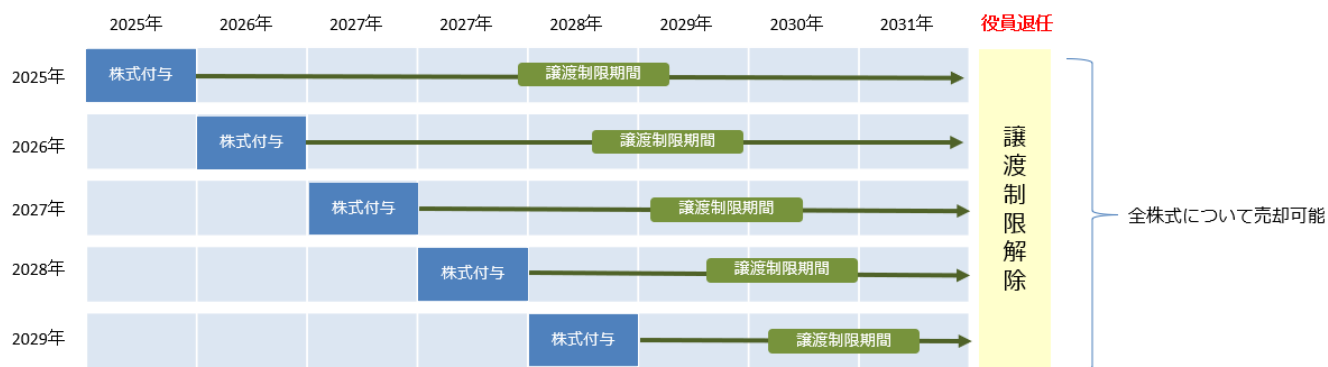 2025年 2026年 2027年 2027年 2028年 2029年 2030年 2031年 役員退任
2025年 株式付与 譲渡制限期間
2026年 株式付与 譲渡制限期間
2027年 株式付与 譲渡制限期間
2028年 株式付与 譲渡制限期間
2029年 株式付与 譲渡制限期間
譲渡制限解除
全株式について売却可能